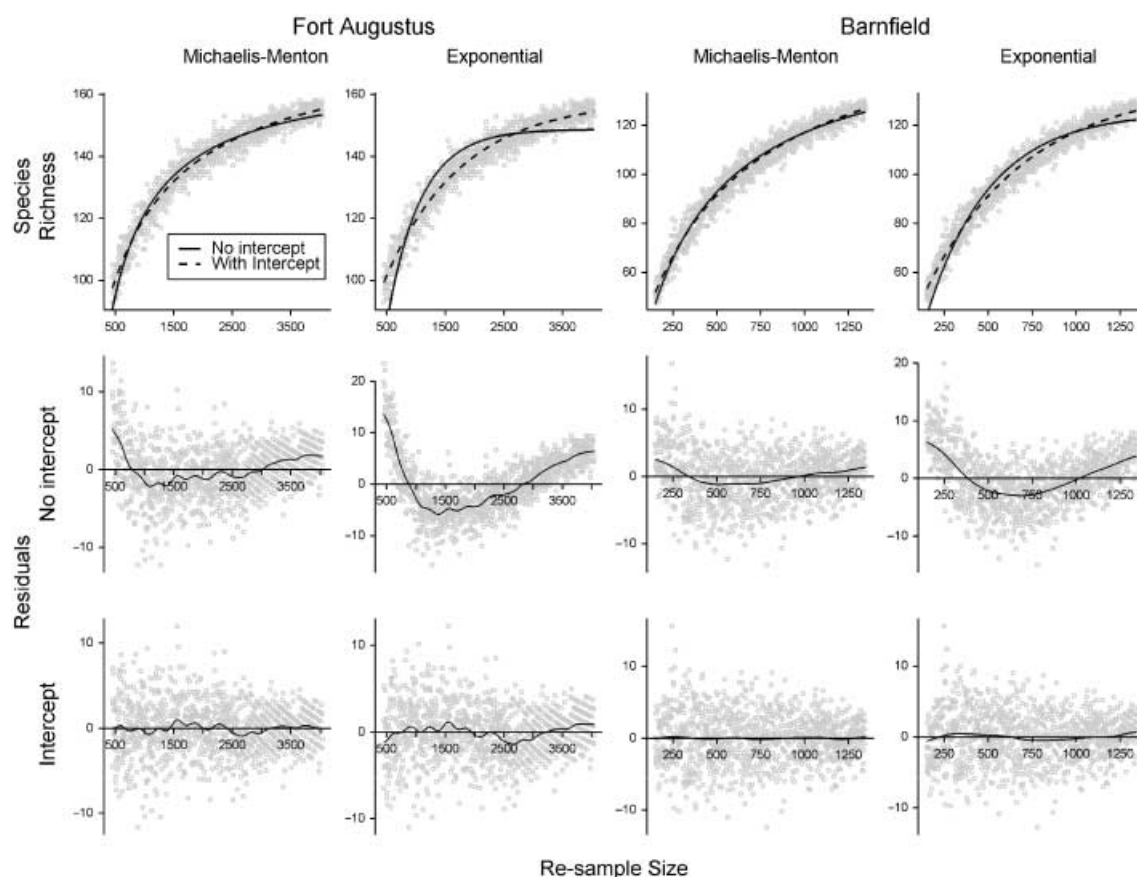 Fort Augustus Barnfield
Michaelis-Menton Exponential Michaelis-Menton Exponential
Species
Richness
160 160
140 140 120 120
120 120 100 100
80 80
100 100 60 60
No intercept
With Intercept
500 1500 2500 3500 500 1500 2500 3500 250 500 750 1000 1250 250 500 750 1000 1250
Residuals
No intercept
10 20 10 20
0 10 0 10
-10 0 -10 0
-10 -10
500 1500 2500 3500 500 1500 2500 3500 250 500 750 1000 1250 250 500 750 1000 1250
Intercept
10 10 10 10
0 0 0 0
-10 -10 -10 -10
500 1500 2500 3500 500 1500 2500 3500 250 500 750 1000 1250 250 500 750 1000 1250
Re-sample Size